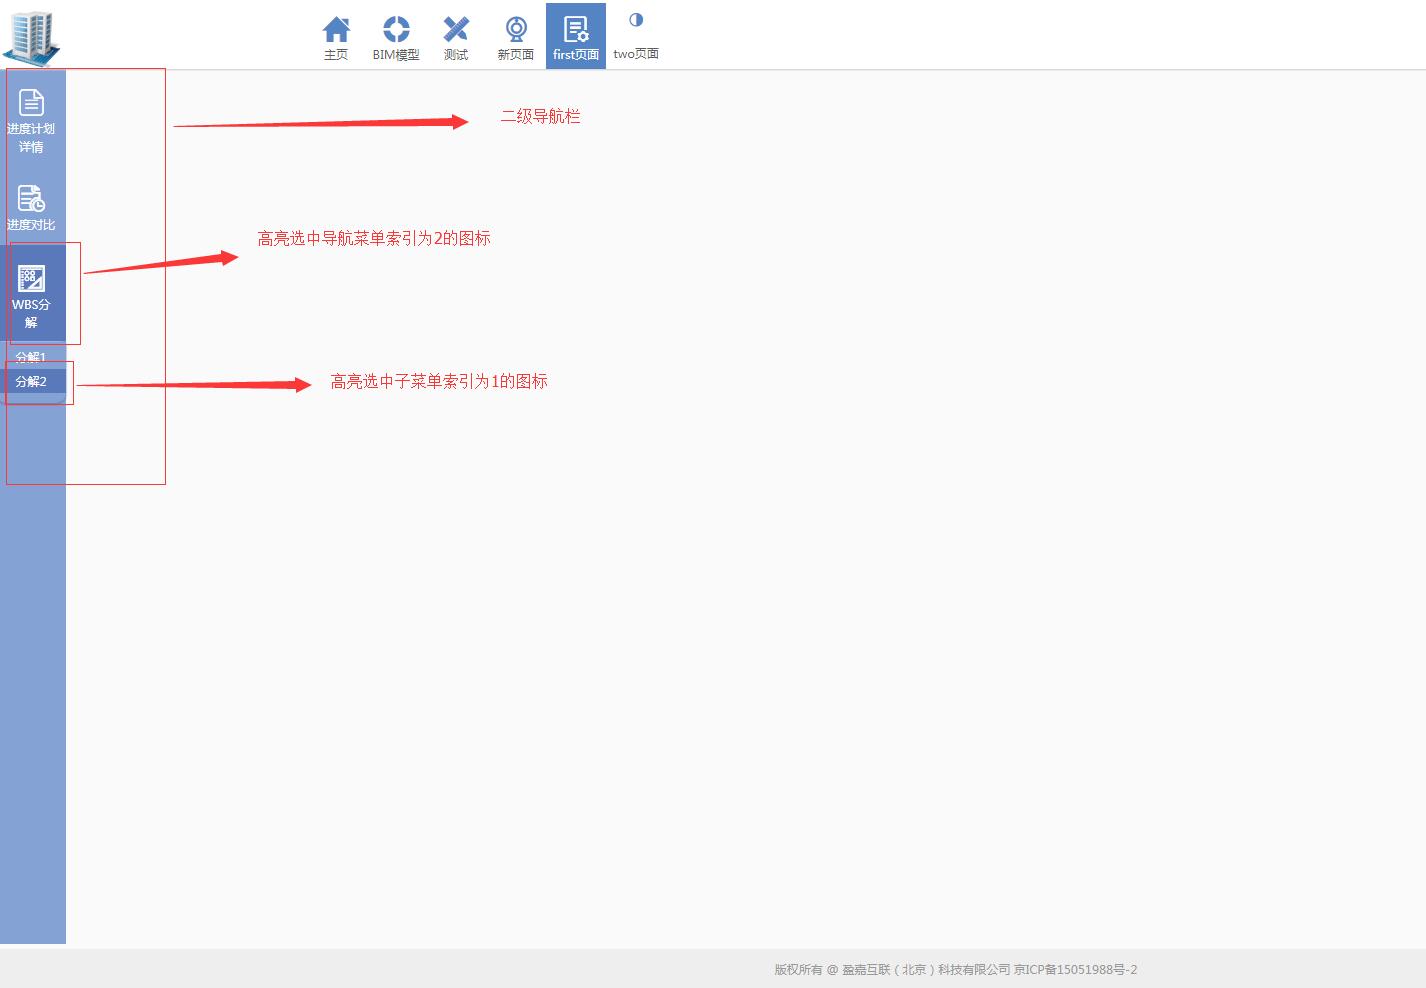 主页
BIM模型
测试
新页面
first页面
two页面
进度计划
详情
进度对比
WBS分
解
分解1
分解2
二级导航栏
高亮选中导航菜单索引为2的图标
高亮选中子菜单索引为1的图标
版权所有 @ 盈嘉互联（北京）科技有限公司 京ICP备15051988号-2